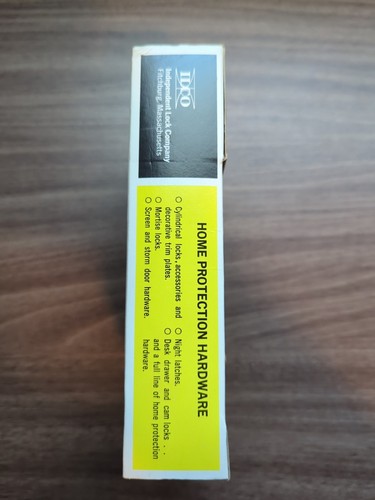 IDCO
Independent Lock Company
Fitchburg, Massachusetts
HOME PROTECTION HARDWARE
○ Cylindrical locks, accessories and
decorative trim plates.
○ Mortise locks.
○ Screen and storm door hardware.
○ Night latches.
○ Desk drawer and cam locks . .
and a full line of home protection
hardware.